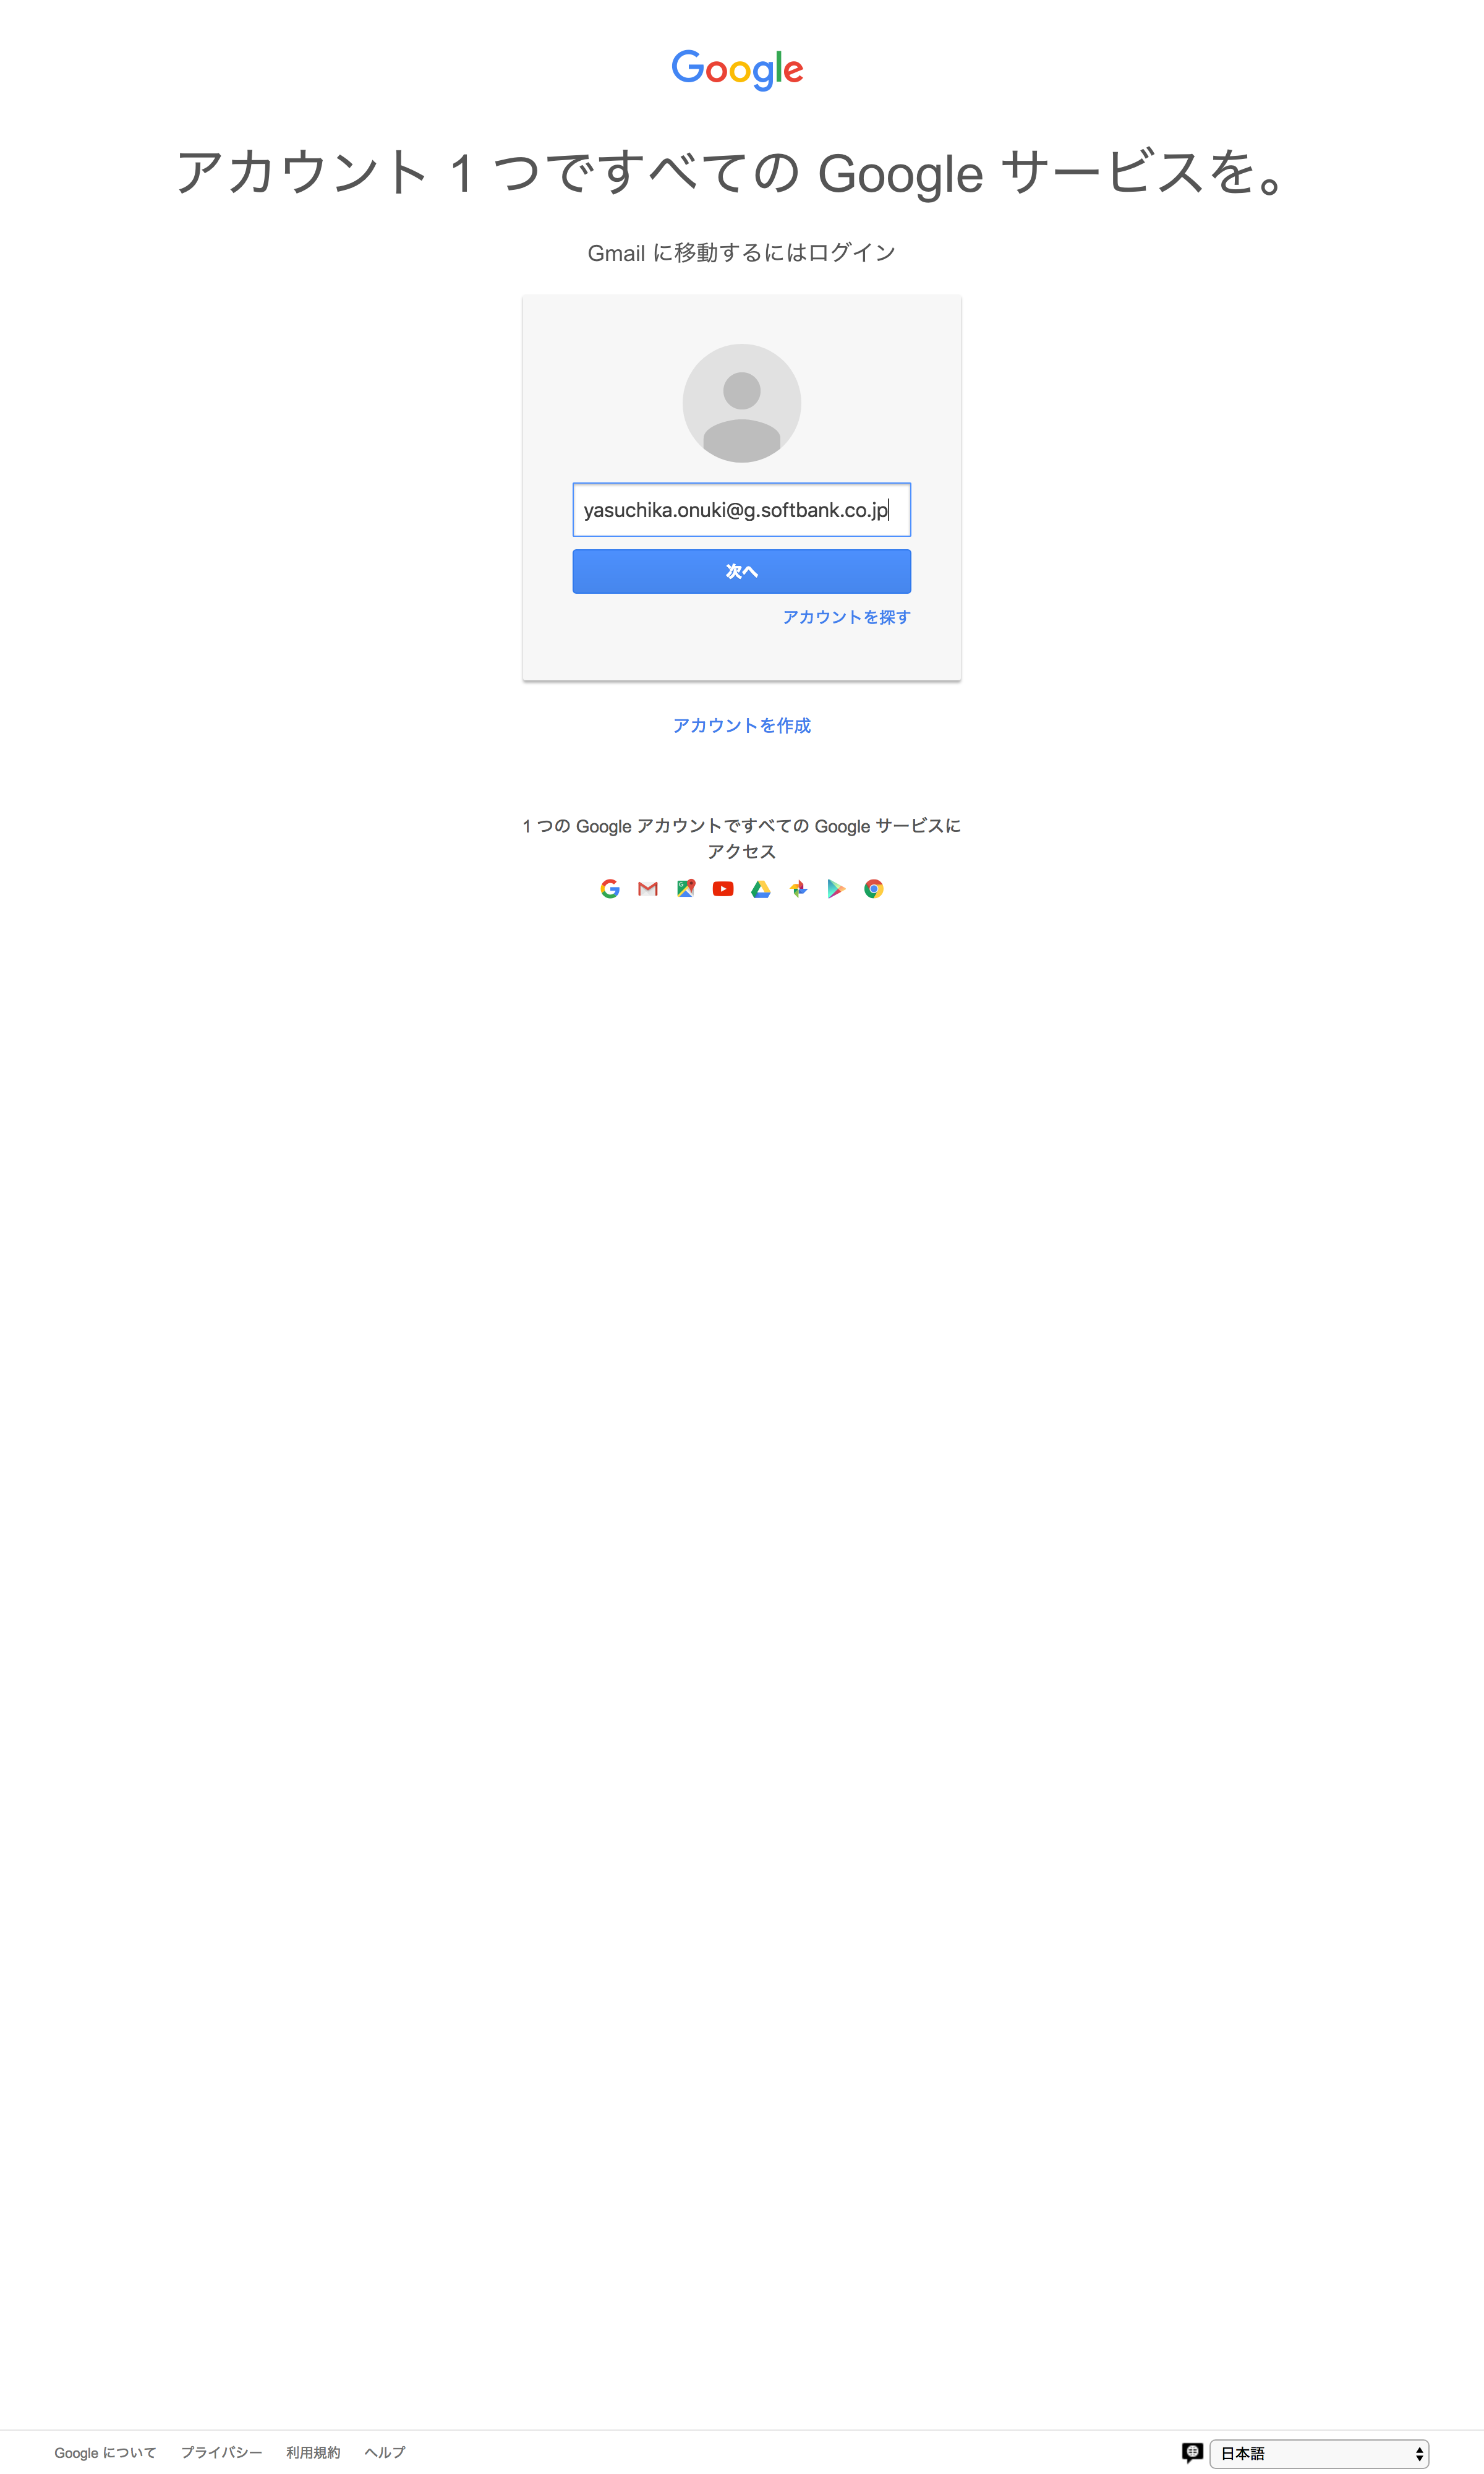 Google
アカウント 1 つですべての Google サービスを。
Gmail に移動するにはログイン
yasuchika.onuki@g.softbank.co.jp
次へ
アカウントを探す
アカウントを作成
1 つの Google アカウントですべての Google サービスに
アクセス
Google について プライバシー 利用規約 ヘルプ 日本語